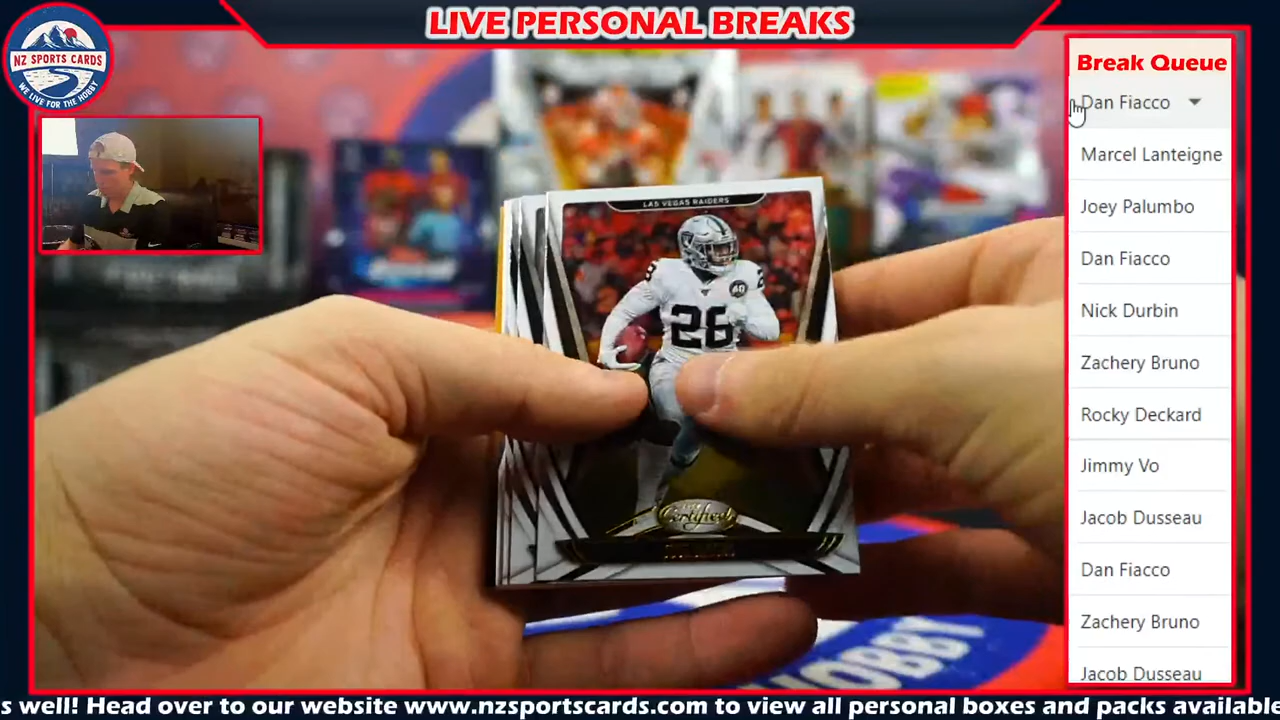 LIVE PERSONAL BREAKS
NZ SPORTS CARDS
WE LIVE FOR THE HOBBY
Break Queue
Dan Fiacco
Marcel Lanteigne
Joey Palumbo
Dan Fiacco
Nick Durbin
Zachery Bruno
Rocky Deckard
Jimmy Vo
Jacob Dusseau
Dan Fiacco
Zachery Bruno
Jacob Dusseau
LAS VEGAS RAIDERS
26
Certified
HOBBY
s well! Head over to our website www.nzsportscards.com to view all personal boxes and packs available